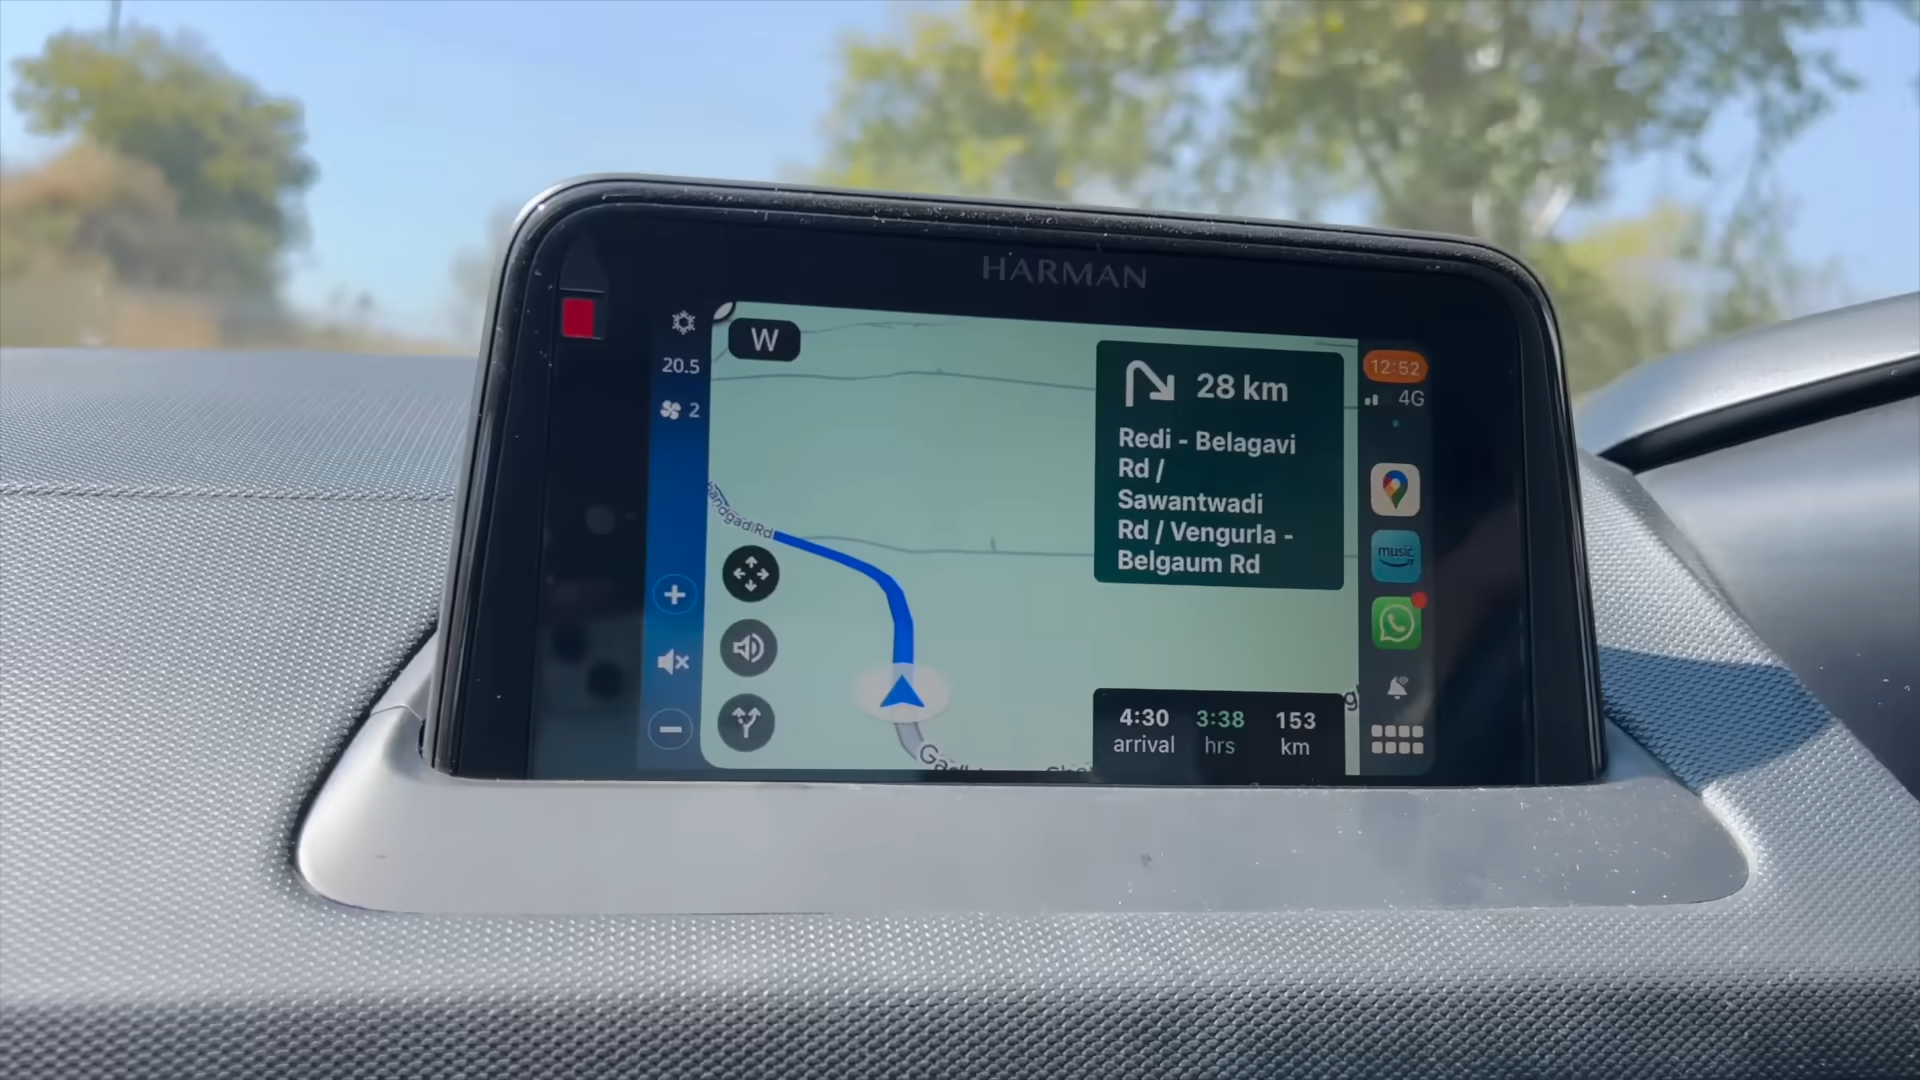 HARMAN
20.5
2
W
28 km
Redi - Belagavi
Rd /
Sawantwadi
Rd / Vengurla -
Belgaum Rd
12:52
4G
music
4:30
arrival
3:38
hrs
153
km